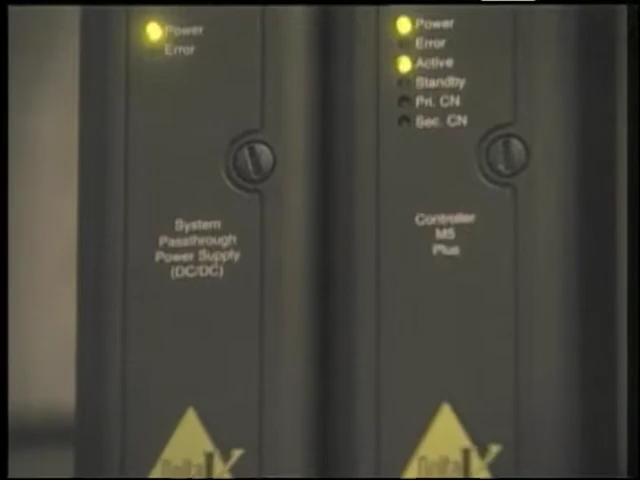 Power
Error
System
Passthrough
Power Supply
(DC/DC)
Power
Error
Active
Standby
Pri. CN
Sec. CN
Controller
M5
Plus